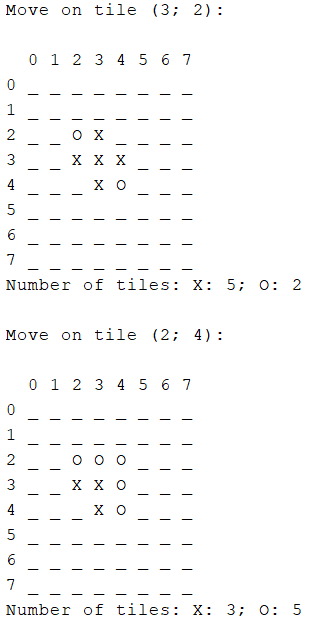 Move on tile (3; 2):
  0 1 2 3 4 5 6 7
0 _ _ _ _ _ _ _ _
1 _ _ _ _ _ _ _ _
2 _ _ O X _ _ _ _
3 _ _ X X X _ _ _
4 _ _ _ X O _ _ _
5 _ _ _ _ _ _ _ _
6 _ _ _ _ _ _ _ _
7 _ _ _ _ _ _ _ _
Number of tiles: X: 5; O: 2
Move on tile (2; 4):
  0 1 2 3 4 5 6 7
0 _ _ _ _ _ _ _ _
1 _ _ _ _ _ _ _ _
2 _ _ O O O _ _ _
3 _ _ X X O _ _ _
4 _ _ _ X O _ _ _
5 _ _ _ _ _ _ _ _
6 _ _ _ _ _ _ _ _
7 _ _ _ _ _ _ _ _
Number of tiles: X: 3; O: 5